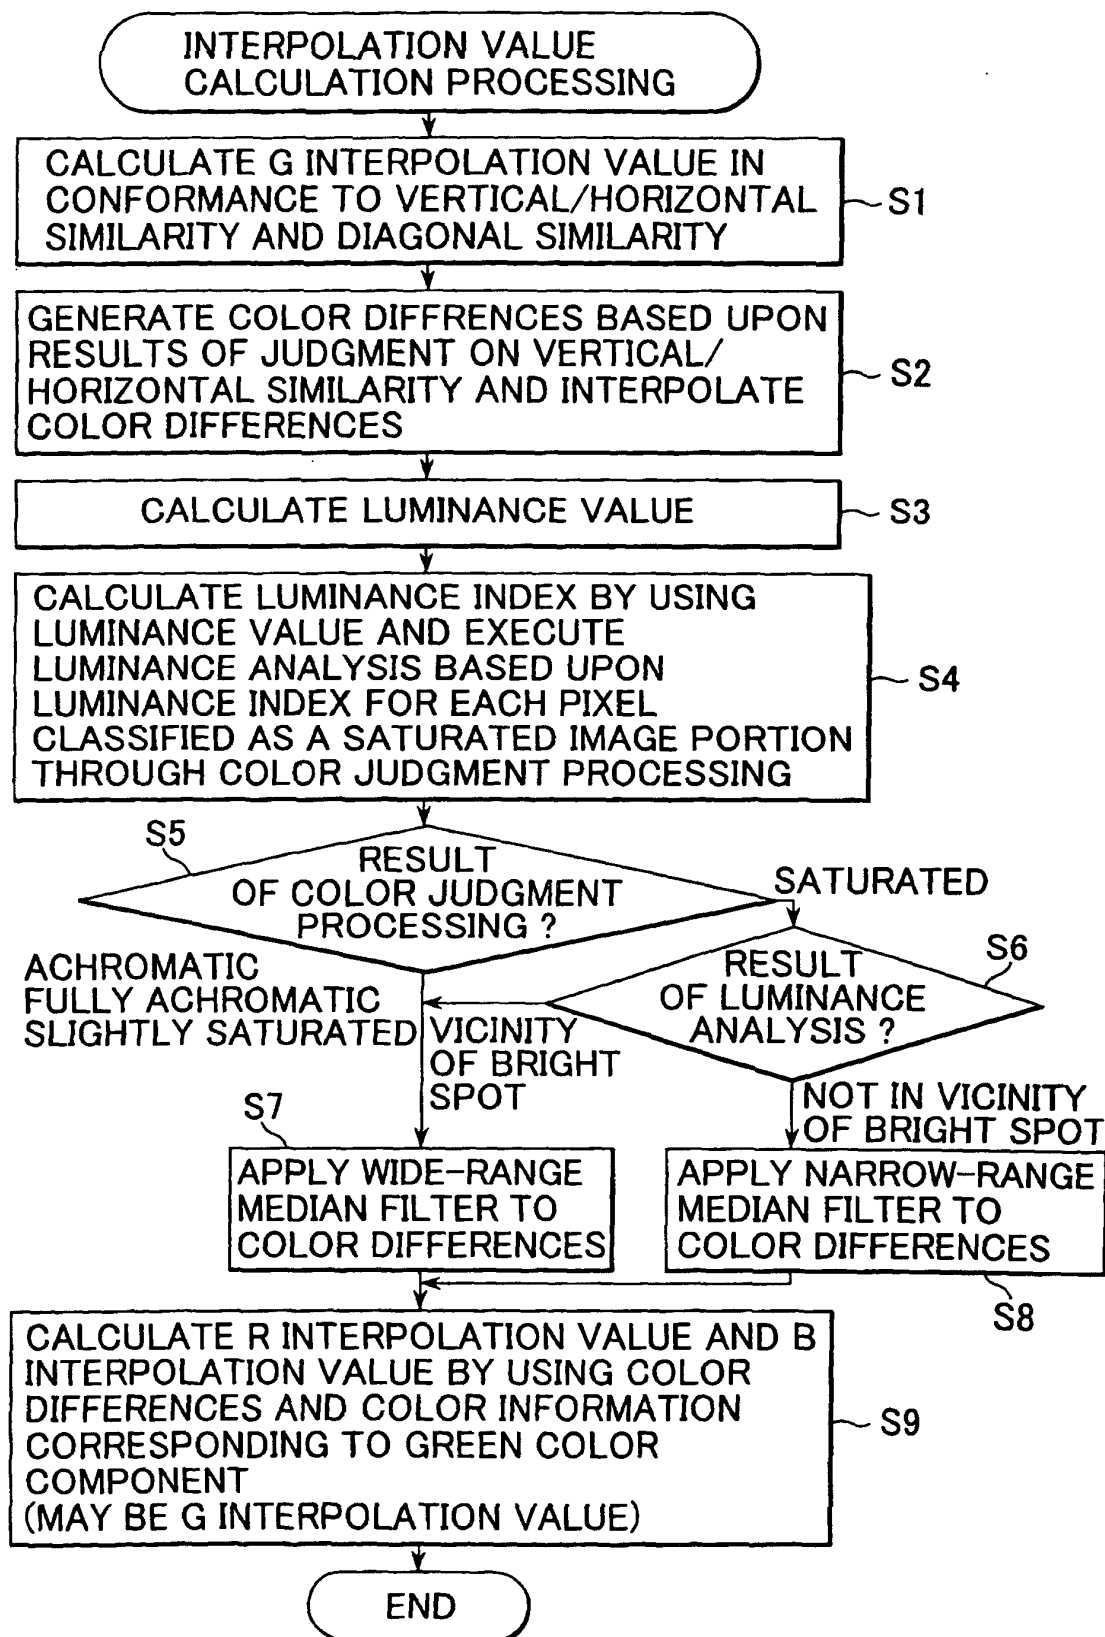 INTERPOLATION VALUE
CALCULATION PROCESSING
CALCULATE G INTERPOLATION VALUE IN
CONFORMANCE TO VERTICAL/HORIZONTAL
SIMILARITY AND DIAGONAL SIMILARITY
S1
GENERATE COLOR DIFFRENCES BASED UPON
RESULTS OF JUDGMENT ON VERTICAL/
HORIZONTAL SIMILARITY AND INTERPOLATE
COLOR DIFFERENCES
S2
CALCULATE LUMINANCE VALUE
S3
CALCULATE LUMINANCE INDEX BY USING
LUMINANCE VALUE AND EXECUTE
LUMINANCE ANALYSIS BASED UPON
LUMINANCE INDEX FOR EACH PIXEL
CLASSIFIED AS A SATURATED IMAGE PORTION
THROUGH COLOR JUDGMENT PROCESSING
S4
S5
RESULT
OF COLOR JUDGMENT
PROCESSING ?
SATURATED
S6
RESULT
OF LUMINANCE
ANALYSIS ?
ACHROMATIC
FULLY ACHROMATIC
SLIGHTLY SATURATED
VICINITY
OF BRIGHT
SPOT
NOT IN VICINITY
OF BRIGHT SPOT
S7
APPLY WIDE-RANGE
MEDIAN FILTER TO
COLOR DIFFERENCES
APPLY NARROW-RANGE
MEDIAN FILTER TO
COLOR DIFFERENCES
S8
CALCULATE R INTERPOLATION VALUE AND B
INTERPOLATION VALUE BY USING COLOR
DIFFERENCES AND COLOR INFORMATION
CORRESPONDING TO GREEN COLOR
COMPONENT
(MAY BE G INTERPOLATION VALUE)
S9
END